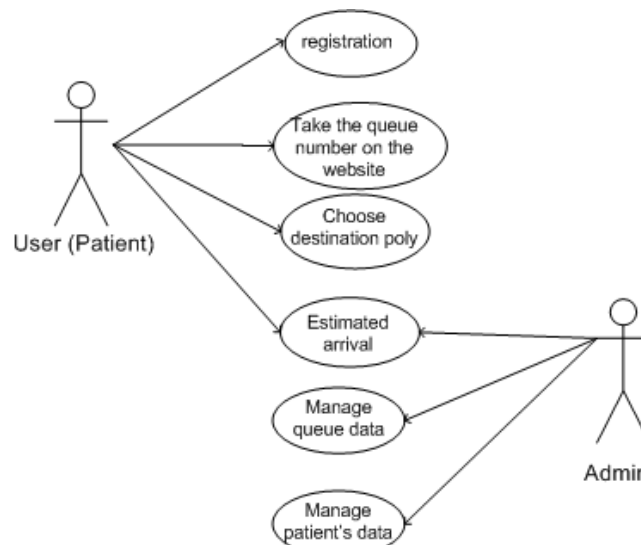 registration
Take the queue
number on the
website
Choose
destination poly
User (Patient)
Estimated
arrival
Manage
queue data
Admin
Manage
patient's data